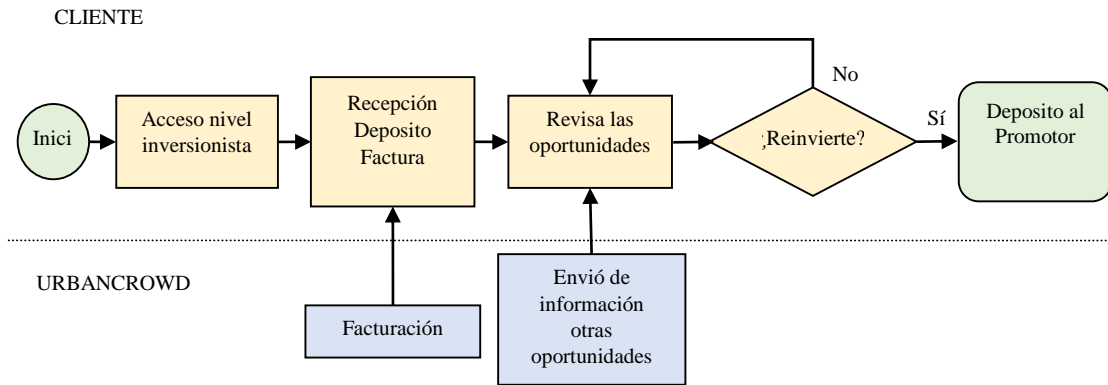 CLIENTE
Inici
Acceso nivel
inversionista
Recepción
Deposito
Factura
Revisa las
oportunidades
¿Reinvierte?
No
Sí
Deposito al
Promotor
URBANCROWD
Facturación
Envió de
información
otras
oportunidades